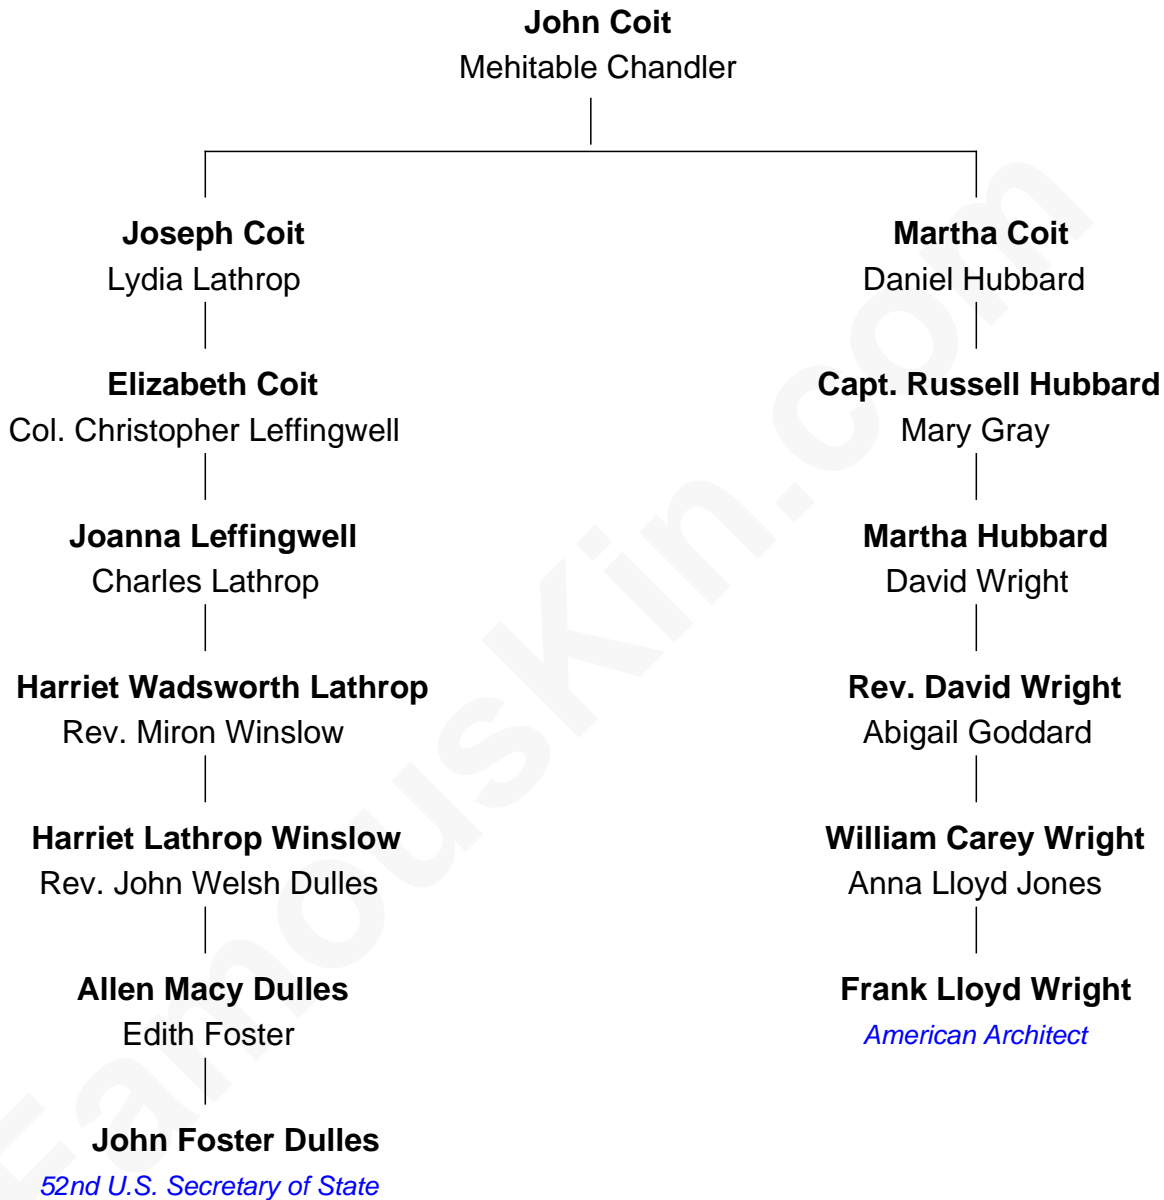 John Coit
Mehitable Chandler
Joseph Coit
Lydia Lathrop
Martha Coit
Daniel Hubbard
Elizabeth Coit
Col. Christopher Leffingwell
Capt. Russell Hubbard
Mary Gray
Joanna Leffingwell
Charles Lathrop
Martha Hubbard
David Wright
Harriet Wadsworth Lathrop
Rev. Miron Winslow
Rev. David Wright
Abigail Goddard
Harriet Lathrop Winslow
Rev. John Welsh Dulles
William Carey Wright
Anna Lloyd Jones
Allen Macy Dulles
Edith Foster
Frank Lloyd Wright
American Architect
John Foster Dulles
52nd U.S. Secretary of State
FamousKin.com